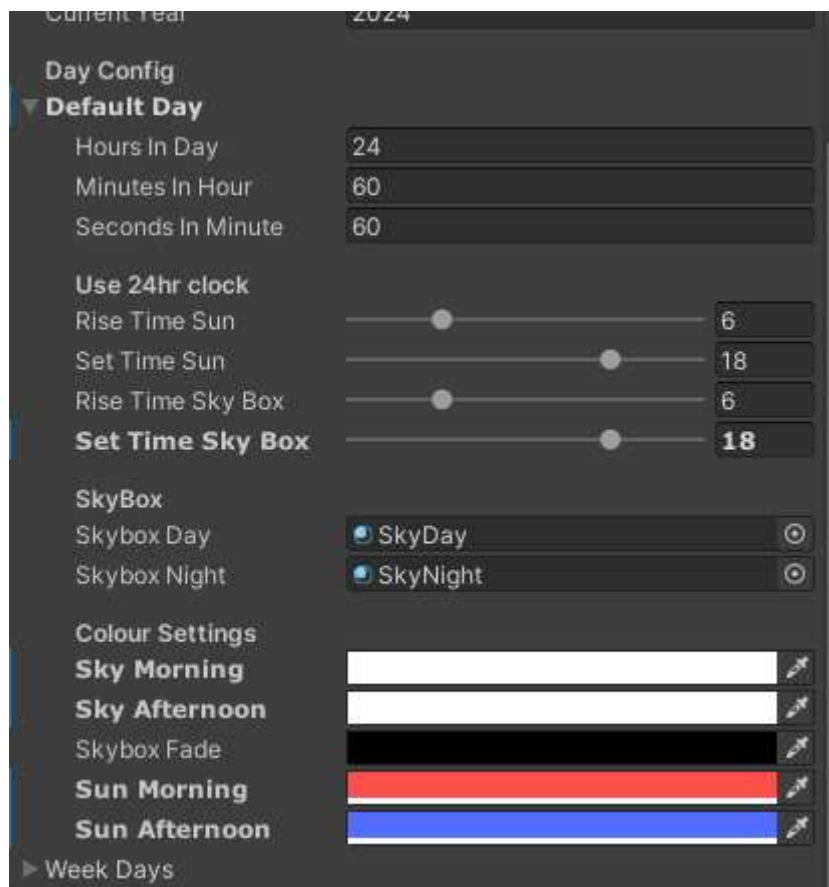 Current Year 2024
Day Config
Default Day
Hours In Day 24
Minutes In Hour 60
Seconds In Minute 60
Use 24hr clock
Rise Time Sun 6
Set Time Sun 18
Rise Time Sky Box 6
Set Time Sky Box 18
SkyBox
Skybox Day SkyDay
Skybox Night SkyNight
Colour Settings
Sky Morning
Sky Afternoon
Skybox Fade
Sun Morning
Sun Afternoon
Week Days